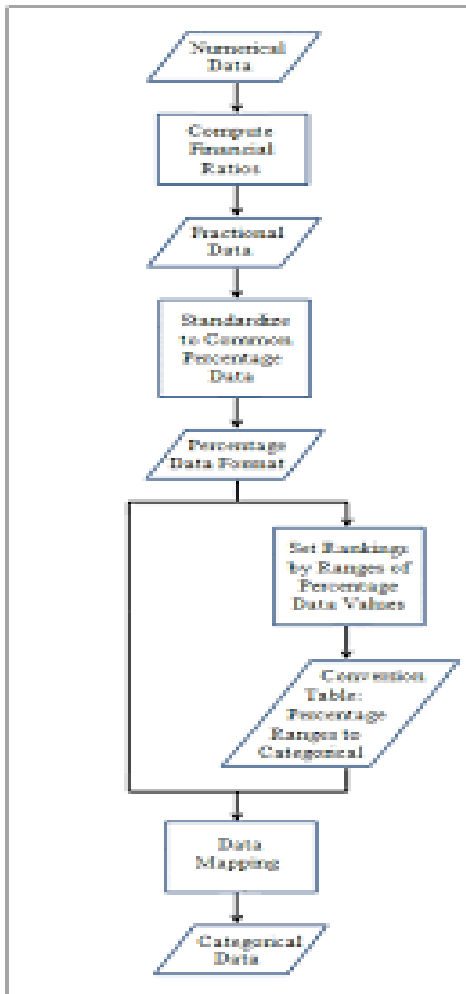 Numerical
Data
Compute
Financial
Ratios
Fractional
Data
Standardize
to Common
Percentage
Data
Percentage
Data Format
Set Rankings
by Ranges of
Percentage
Data Values
Conversion
Table:
Percentage
Ranges to
Categorical
Data
Mapping
Categorical
Data